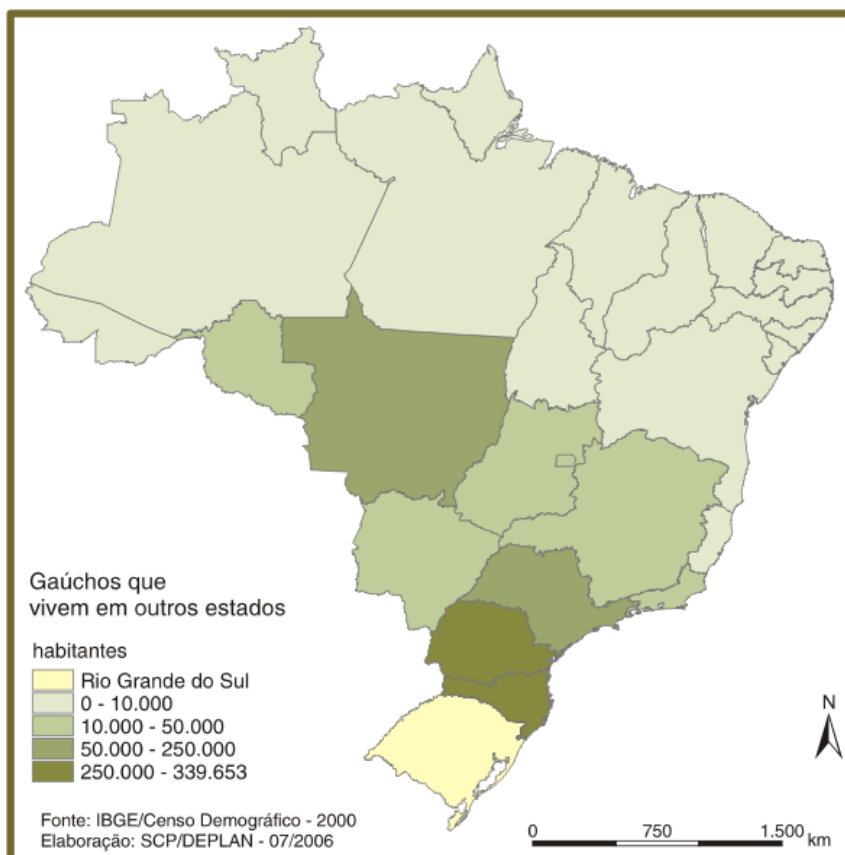 Gaúchos que
vivem em outros estados
habitantes
Rio Grande do Sul
0 - 10.000
10.000 - 50.000
50.000 - 250.000
250.000 - 339.653
Fonte: IBGE/Censo Demográfico - 2000
Elaboração: SCP/DEPLAN - 07/2006
N
0 750 1.500 km